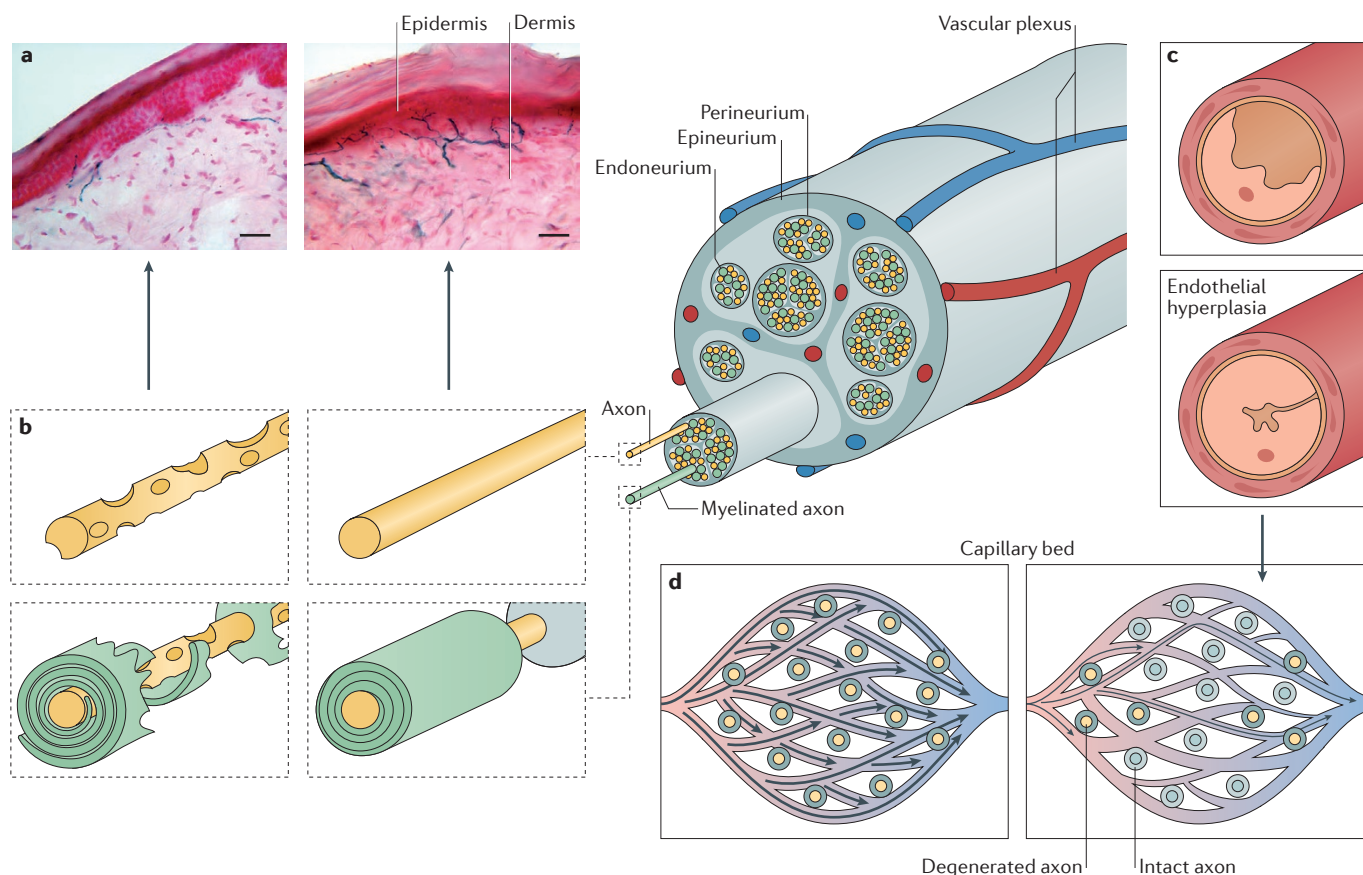 a
Epidermis
Dermis
Vascular plexus
Perineurium
Epineurium
Endoneurium
c
Endothelial
hyperplasia
b
Axon
Myelinated axon
Capillary bed
d
Degenerated axon
Intact axon